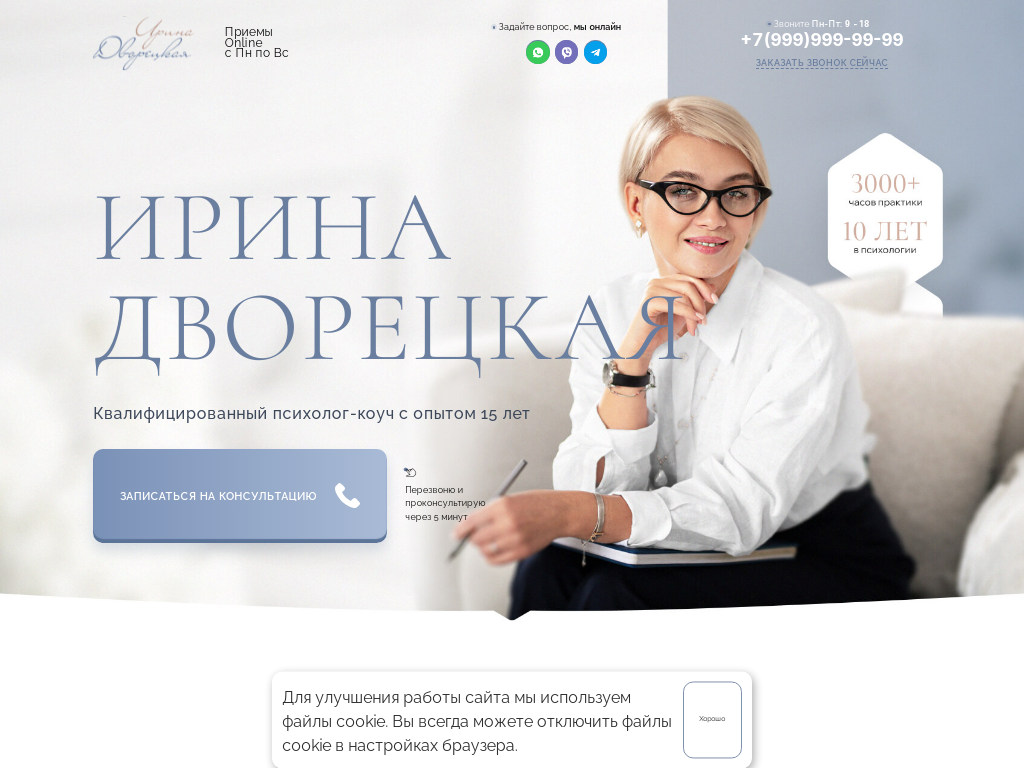 Ирина
Дворецкая
Приемы
Online
с Пн по Вс
Задайте вопрос, мы онлайн
Звоните Пн-Пт: 9 - 18
+7(999)999-99-99
ЗАКАЗАТЬ ЗВОНОК СЕЙЧАС
3000+
часов практики
10 ЛЕТ
в психологии
ИРИНА
ДВОРЕЦКАЯ
Квалифицированный психолог-коуч с опытом 15 лет
ЗАПИСАТЬСЯ НА КОНСУЛЬТАЦИЮ
Перезвоню и
проконсультирую
через 5 минут
Для улучшения работы сайта мы используем
файлы cookie. Вы всегда можете отключить файлы
cookie в настройках браузера.
Хорошо